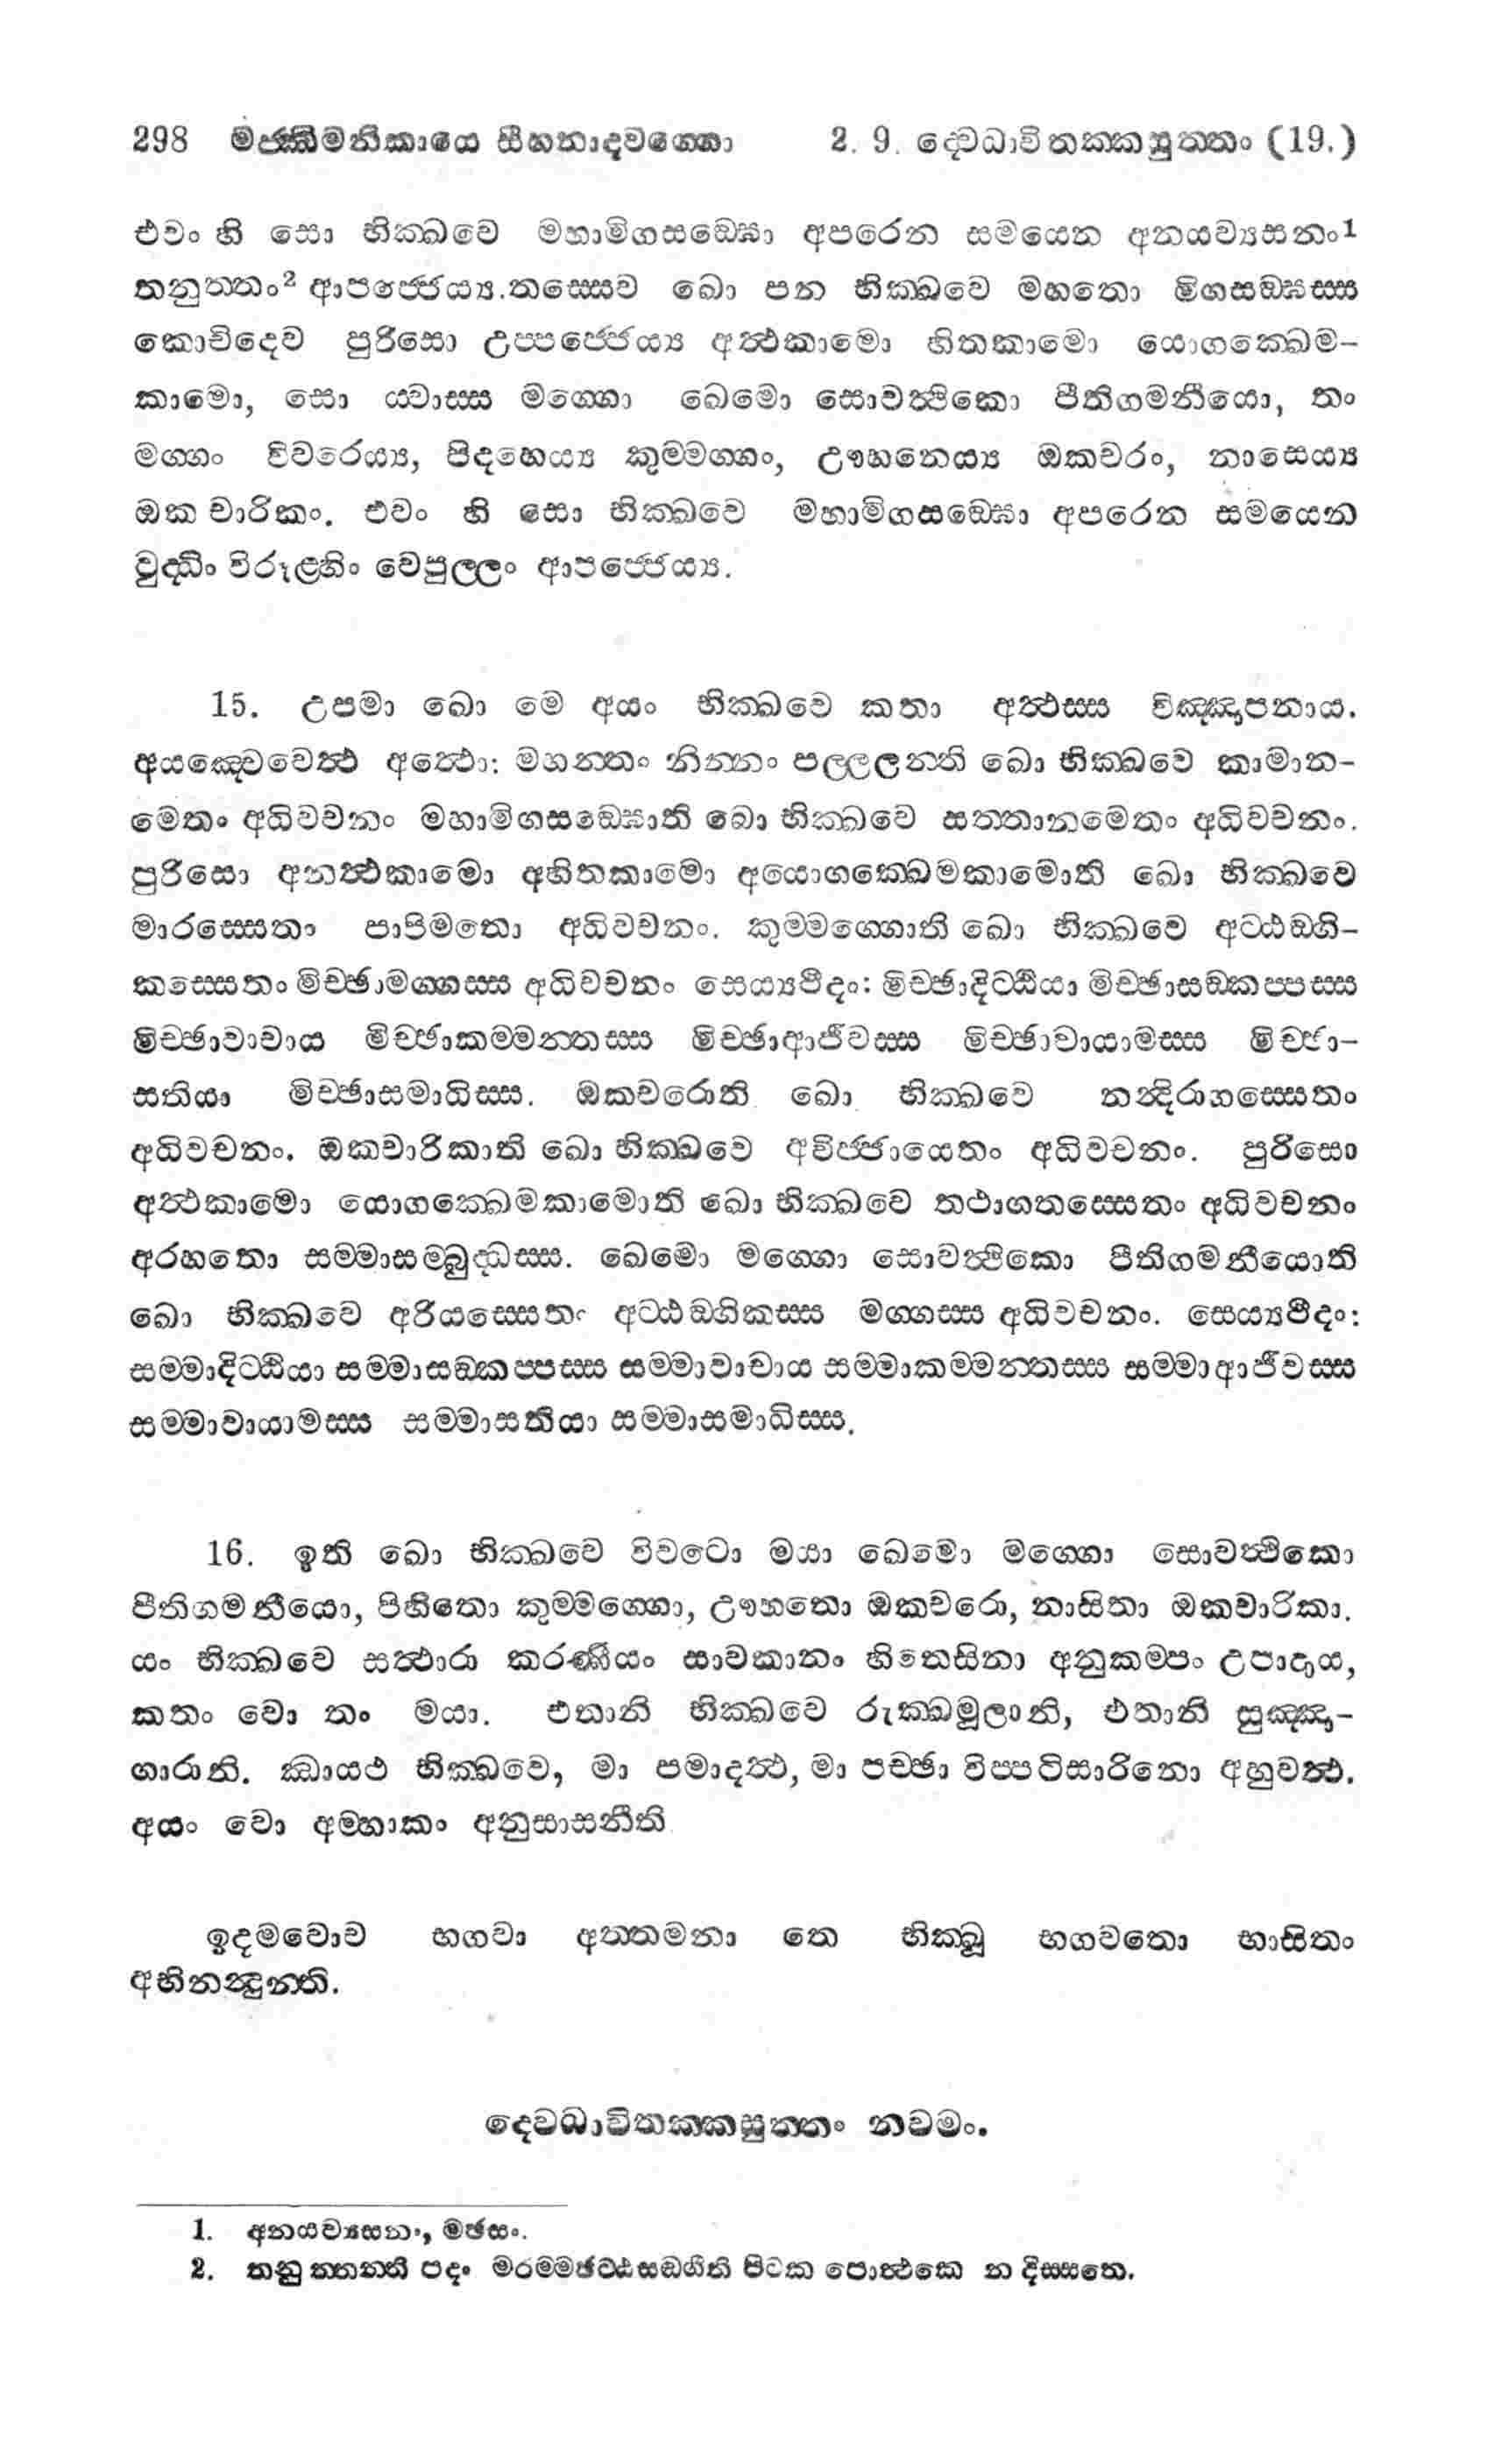 298 මජ්ඣිමනිකායෙ සීහනාදවග්ගො 2. 9. ද්වෙධාවිතක්කසුත්තං (19.)
එවං හි සො භික්ඛවෙ මහාමිගසඞ්ඝො අපරෙන සමයෙන අනයව්‍යසනං1
තනුත්තං2 ආපජ්ජෙය්‍ය.තස්සෙව ඛො පන භික්ඛවෙ මහතො මිගසඞ්ඝස්ස
කොචිදෙව පුරිසො උප්පජ්ජෙය්‍ය අත්ථකාමො හිතකාමො යොගක්ඛෙම-
කාමො, සො ය්වාස්ස මග්ගො ඛෙමො සොවත්ථිකො පීතිගමනීයො, තං
මග්ගං විවරෙය්‍ය, පිදහෙය්‍ය කුම්මග්ගං, ඌහනෙය්‍ය ඔකචරං, නාසෙය්‍ය
ඔක චාරිකං. එවං හි සො භික්ඛවෙ මහාමිගසඞ්ඝො අපරෙන සමයෙන
වුද්ධිං විරූළ්හිං වෙපුල්ලං ආපජ්ජෙය්‍ය.
15. උපමා ඛො මෙ අයං භික්ඛවෙ කතා අත්ථස්ස විඤ්ඤාපනාය.
අයඤ්චෙවෙත්ථ අත්ථො: මහන්තං නින්නං පල්ලලන්ති ඛො භික්ඛවෙ කාමාන-
මෙතං අධිවචනං මහාමිගසඞ්ඝොති ඛො භික්ඛවෙ සත්තානමෙතං අධිවචනං.
පුරිසො අනත්ථකාමො අහිතකාමො අයොගක්ඛෙමකාමොති ඛො භික්ඛවෙ
මාරස්සෙතං පාපිමතො අධිවචනං. කුම්මග්ගොති ඛො භික්ඛවෙ අට්ඨඞ්ගි-
කස්සෙතං මිච්ඡාමග්ගස්ස අධිවචනං සෙය්‍යථීදං: මිච්ඡාදිට්ඨියා මිච්ඡාසඞ්කප්පස්ස
මිච්ඡාවාචාය මිච්ඡාකම්මන්තස්ස මිච්ඡාආජීවස්ස මිච්ඡාවායාමස්ස මිච්ඡා-
සතියා මිච්ඡාසමාධිස්ස. ඔකචරොති ඛො භික්ඛවෙ නන්දිරාගස්සෙතං
අධිවචනං. ඔකචාරිකාති ඛො භික්ඛවෙ අවිජ්ජායෙතං අධිවචනං. පුරිසො
අත්ථකාමො යොගක්ඛෙමකාමොති ඛො භික්ඛවෙ තථාගතස්සෙතං අධිවචනං
අරහතො සම්මාසම්බුද්ධස්ස. ඛෙමො මග්ගො සොවත්ථිකො පීතිගමනීයොති
ඛො භික්ඛවෙ අරියස්සෙතං අට්ඨඞ්ගිකස්ස මග්ගස්ස අධිවචනං. සෙය්‍යථීදං:
සම්මාදිට්ඨියා සම්මාසඞ්කප්පස්ස සම්මාවාචාය සම්මාකම්මන්තස්ස සම්මාආජීවස්ස
සම්මාවායාමස්ස සම්මාසතියා සම්මාසමාධිස්ස.
16. ඉති ඛො භික්ඛවෙ විවටො මයා ඛෙමො මග්ගො සොවත්ථිකො
පීතිගමනීයො, පිහිතො කුම්මග්ගො, ඌහතො ඔකචරො, නාසිතා ඔකචාරිකා.
යං භික්ඛවෙ සත්ථාරා කරණීයං සාවකානං හිතෙසිනා අනුකම්පං උපාදාය,
කතං වො තං මයා. එතානි භික්ඛවෙ රුක්ඛමූලානි, එතානි සුඤ්ඤා-
ගාරානි. ඣායථ භික්ඛවෙ, මා පමාදත්ථ, මා පච්ඡා විප්පටිසාරිනො අහුවත්ථ.
අයං වො අම්හාකං අනුසාසනීති
ඉදමවොච භගවා අත්තමනා තෙ භික්ඛූ භගවතො භාසිතං
අභිනන්දුන්ති.
ද්වෙධාවිතක්කසුත්තං නවමං.
1. අනයව්‍යසනං, මඡසං.
2. තනු ත්තන්ති පදං මරම්මඡට්ඨසඞ්ගීති පිටක පොත්ථකෙ න දිස්සතෙ.